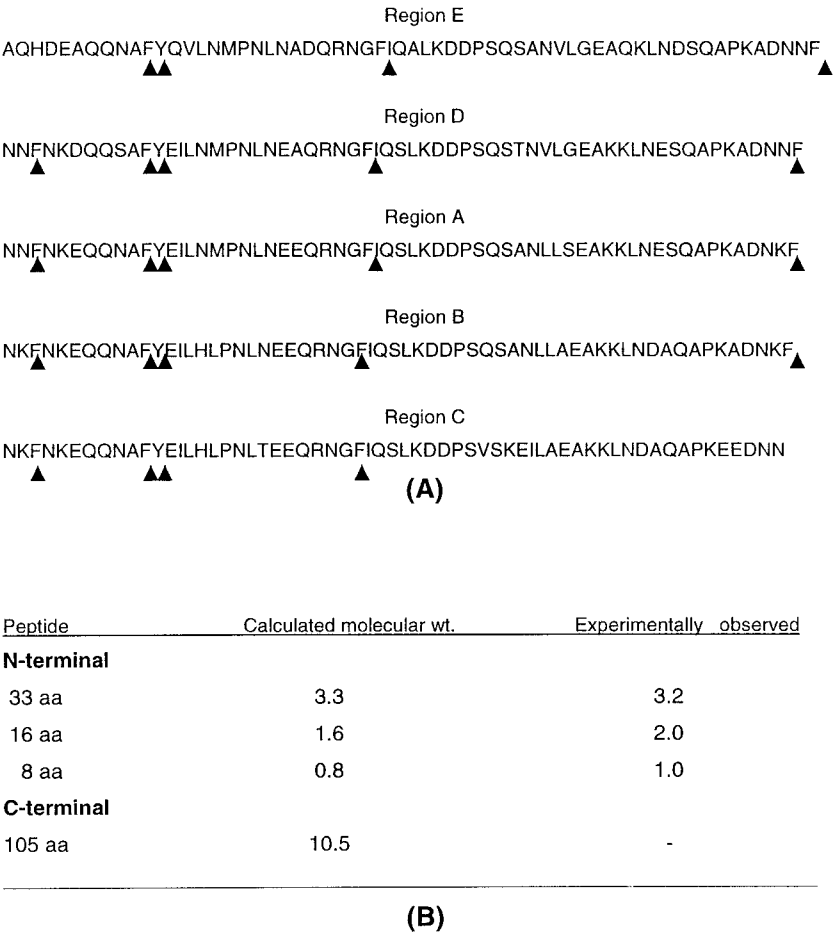 Region E
AQHDEAQQNAFYQVLNMPNLNADQRNGFIQALKDDPSQSANVLGEAQKLNDSQAPKADNNF
Region D
NNFNKDQQSAFYEILNMPNLNEAQRNGFIQSLKDDPSQSTNVLGEAKKLNESQAPKADNNF
Region A
NNFNKEQQNAFYEILNMPNLNEEQRNGFIQSLKDDPSQSANLLSEAKKLNESQAPKADNKF
Region B
NKFNKEQQNAFYEILHLPNLNEEQRNGFIQSLKDDPSQSANLLAEAKKLNDAQAPKADNKF
Region C
NKFNKEQQNAFYEILHLPNLTEEQRNGFIQSLKDDPSVSKEILAEAKKLNDAQAPKEEDNN
(A)
Peptide Calculated molecular wt. Experimentally observed
N-terminal
33 aa 3.3 3.2
16 aa 1.6 2.0
8 aa 0.8 1.0
C-terminal
105 aa 10.5 -
(B)